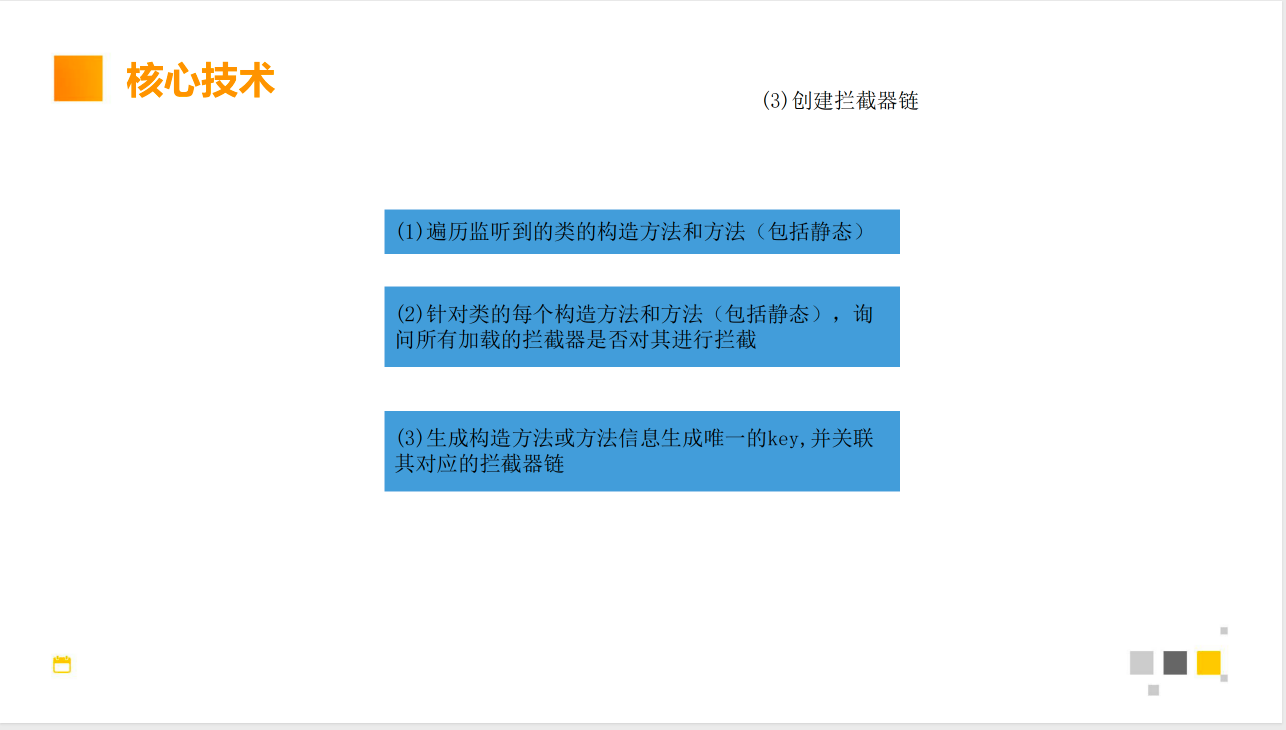 核心技术
(3)创建拦截器链
(1)遍历监听到的类的构造方法和方法（包括静态）
(2)针对类的每个构造方法和方法（包括静态），询
问所有加载的拦截器是否对其进行拦截
(3)生成构造方法或方法信息生成唯一的key,并关联
其对应的拦截器链